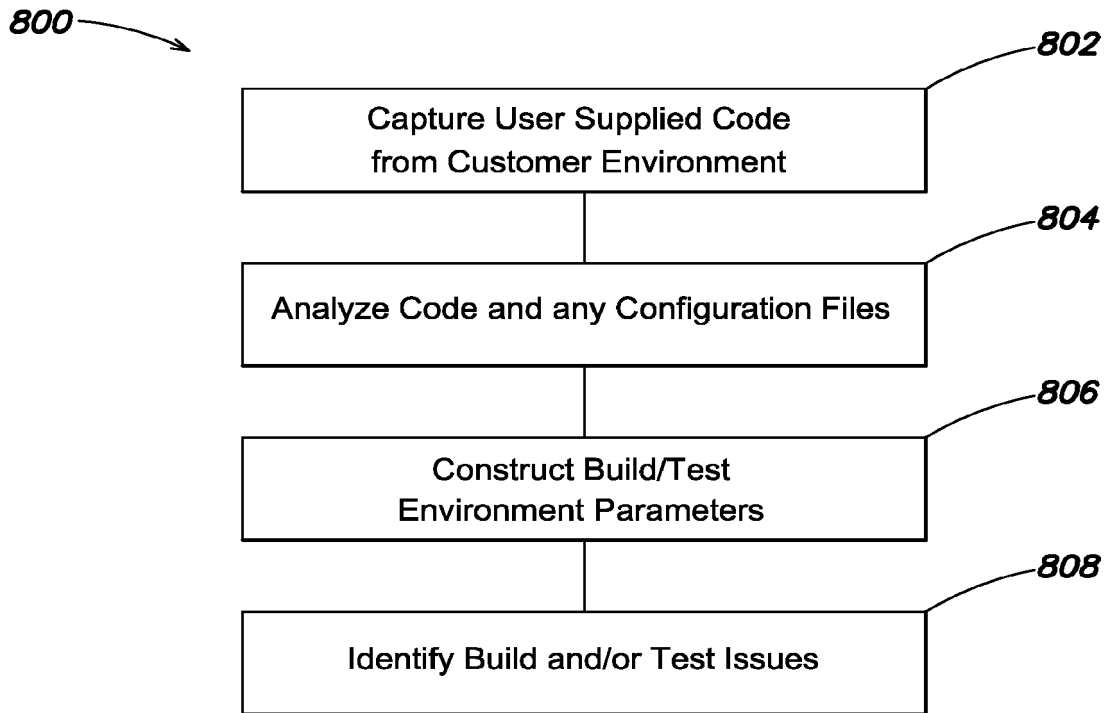 800
802
Capture User Supplied Code
from Customer Environment
804
Analyze Code and any Configuration Files
806
Construct Build/Test
Environment Parameters
808
Identify Build and/or Test Issues